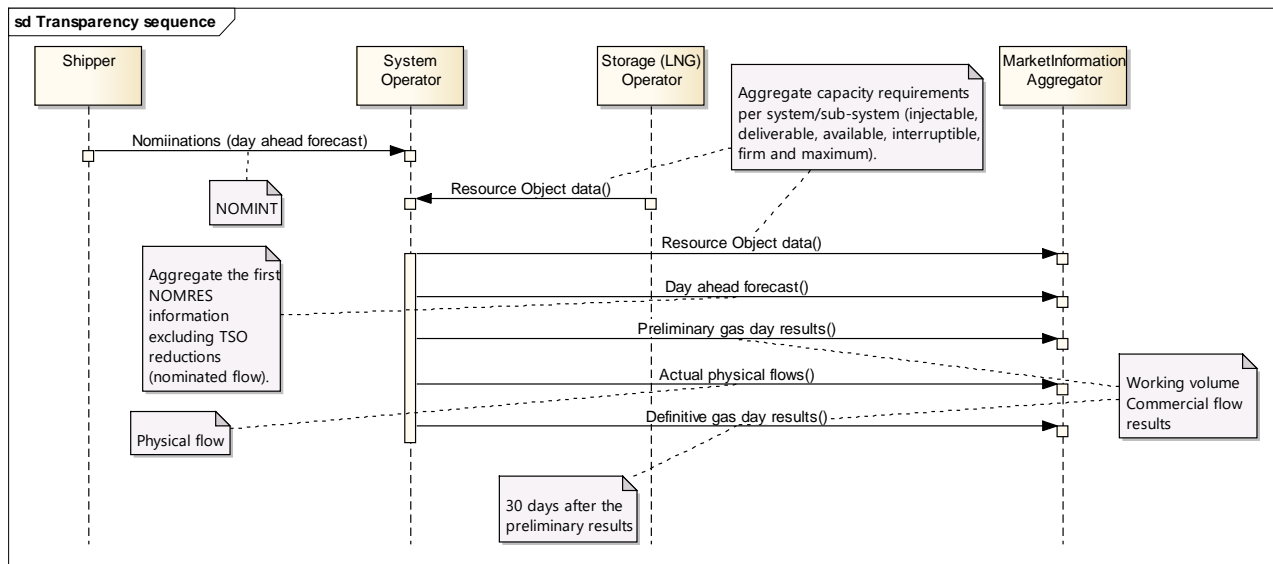 sd Transparency sequence
Shipper
System
Operator
Storage (LNG)
Operator
MarketInformation
Aggregator
Aggregate capacity requirements
per system/sub-system (injectable,
deliverable, available, interruptible,
firm and maximum).
Nomiinations (day ahead forecast)
NOMINT
Resource Object data()
Resource Object data()
Aggregate the first
NOMRES
information
excluding TSO
reductions
(nominated flow).
Day ahead forecast()
Preliminary gas day results()
Actual physical flows()
Working volume
Commercial flow
results
Physical flow
Definitive gas day results()
30 days after the
preliminary results